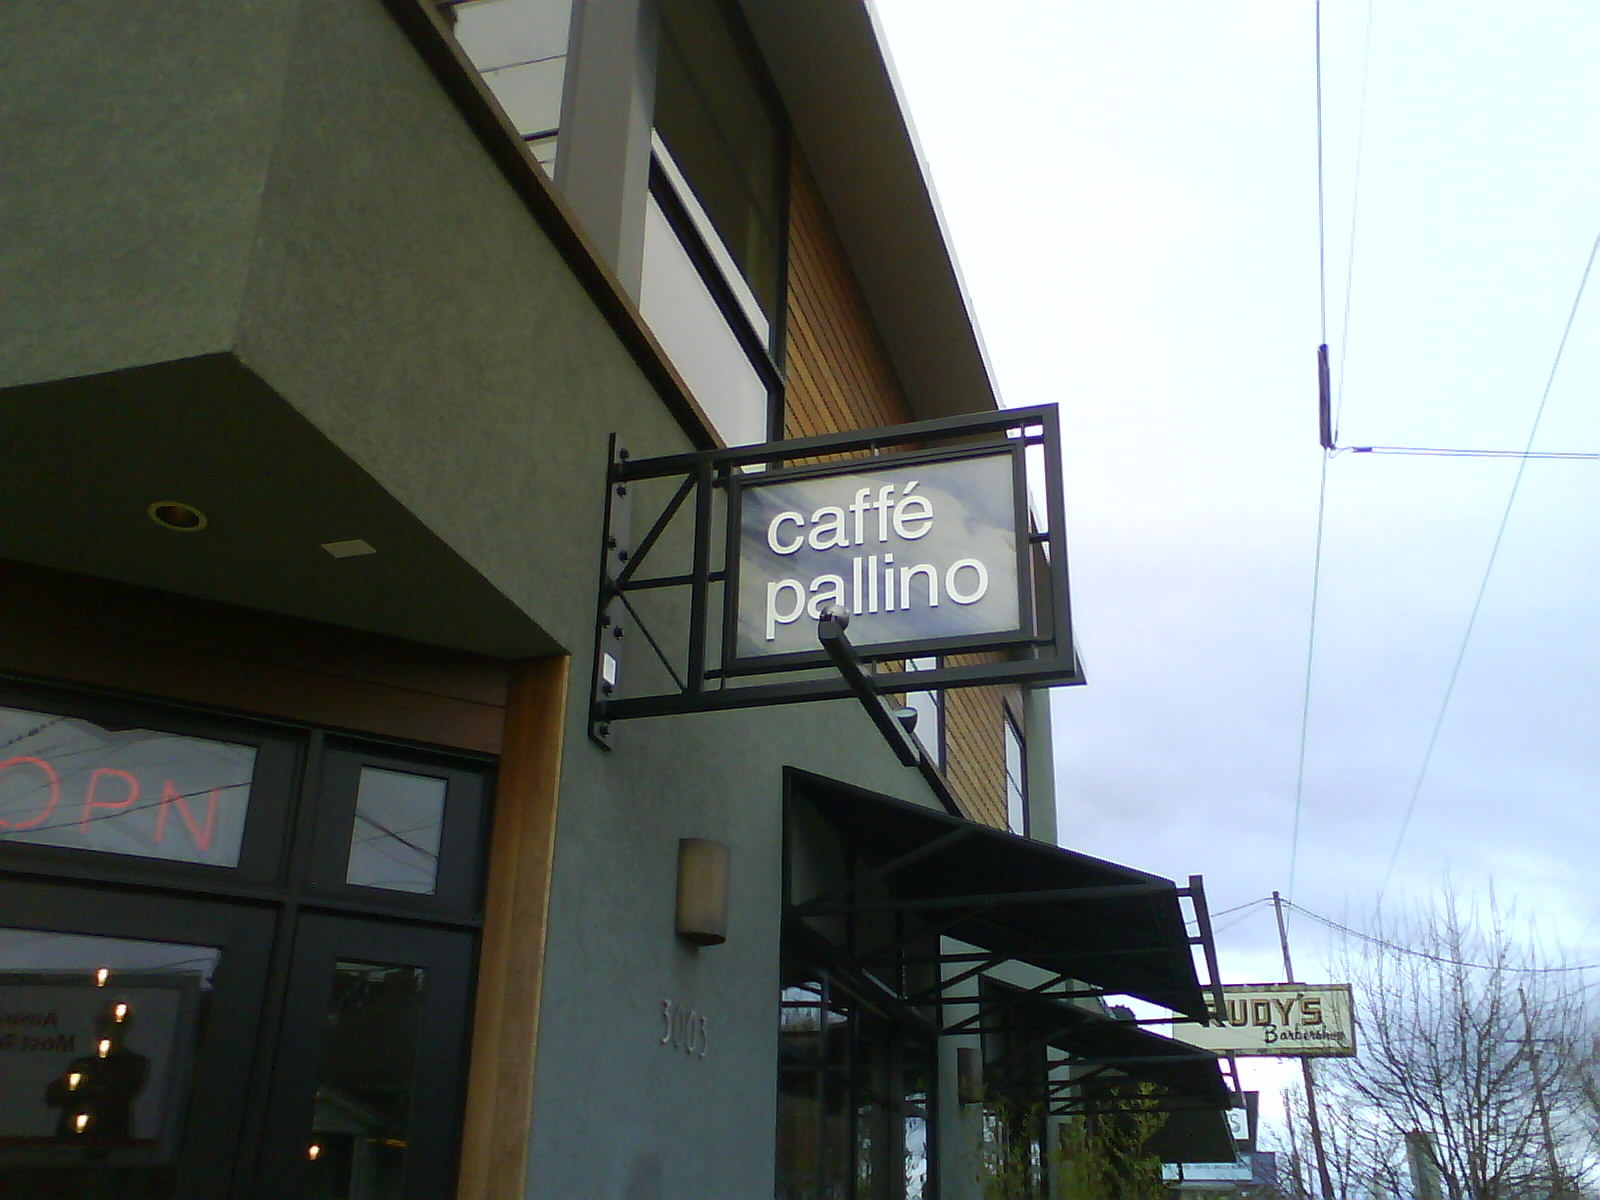 caffé
pallino
OPN
3003
RUDY'S
Barbershop